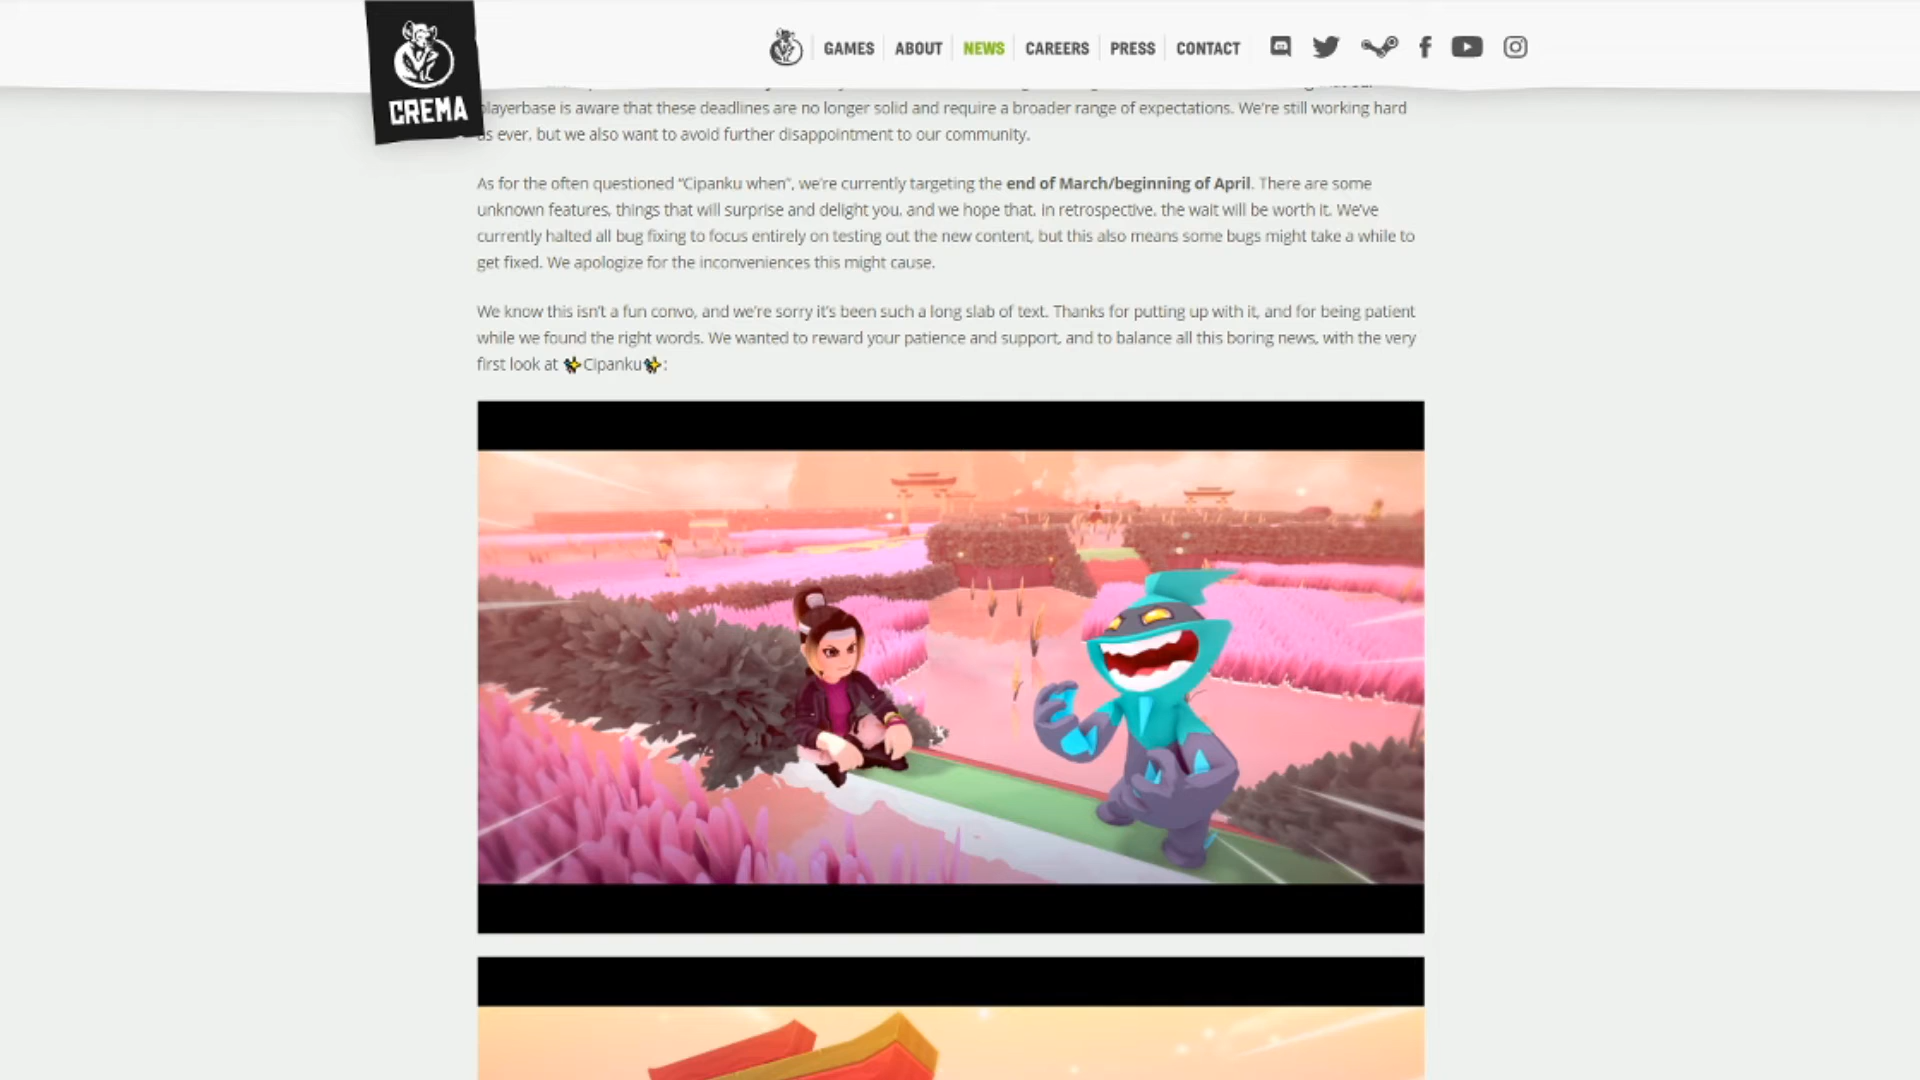 CREMA
GAMES ABOUT NEWS CAREERS PRESS CONTACT
playerbase is aware that these deadlines are no longer solid and require a broader range of expectations. We're still working hard
as ever, but we also want to avoid further disappointment to our community.
As for the often questioned “Cipanku when”, we're currently targeting the end of March/beginning of April. There are some
unknown features, things that will surprise and delight you, and we hope that, in retrospective, the wait will be worth it. We've
currently halted all bug fixing to focus entirely on testing out the new content, but this also means some bugs might take a while to
get fixed. We apologize for the inconveniences this might cause.
We know this isn't a fun convo, and we're sorry it's been such a long slab of text. Thanks for putting up with it, and for being patient
while we found the right words. We wanted to reward your patience and support, and to balance all this boring news, with the very
first look at ✨Cipanku✨: